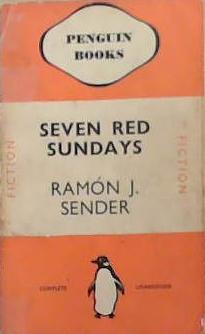 PENGUIN
BOOKS
SEVEN RED
SUNDAYS
FICTION
FICTION
RAMÓN J.
SENDER
COMPLETE
UNABRIDGED